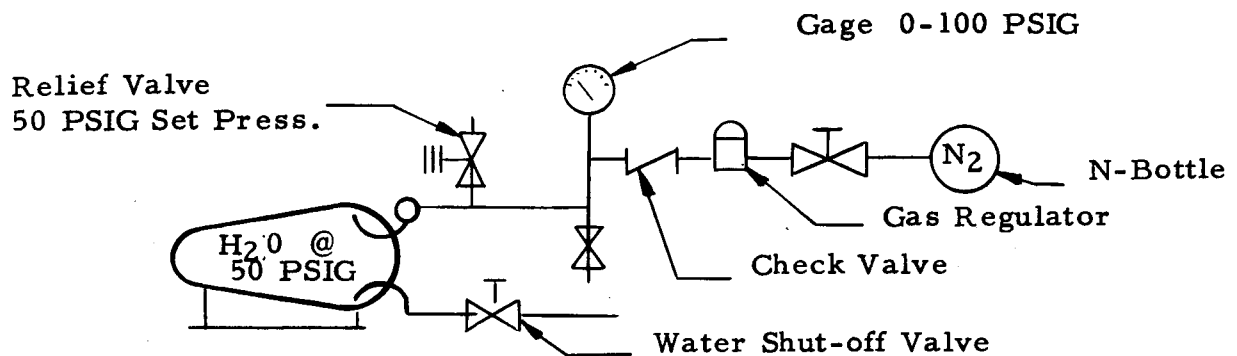 Gage 0-100 PSIG
Relief Valve
50 PSIG Set Press.
N2
N-Bottle
Gas Regulator
H2O @
50 PSIG
Check Valve
Water Shut-off Valve